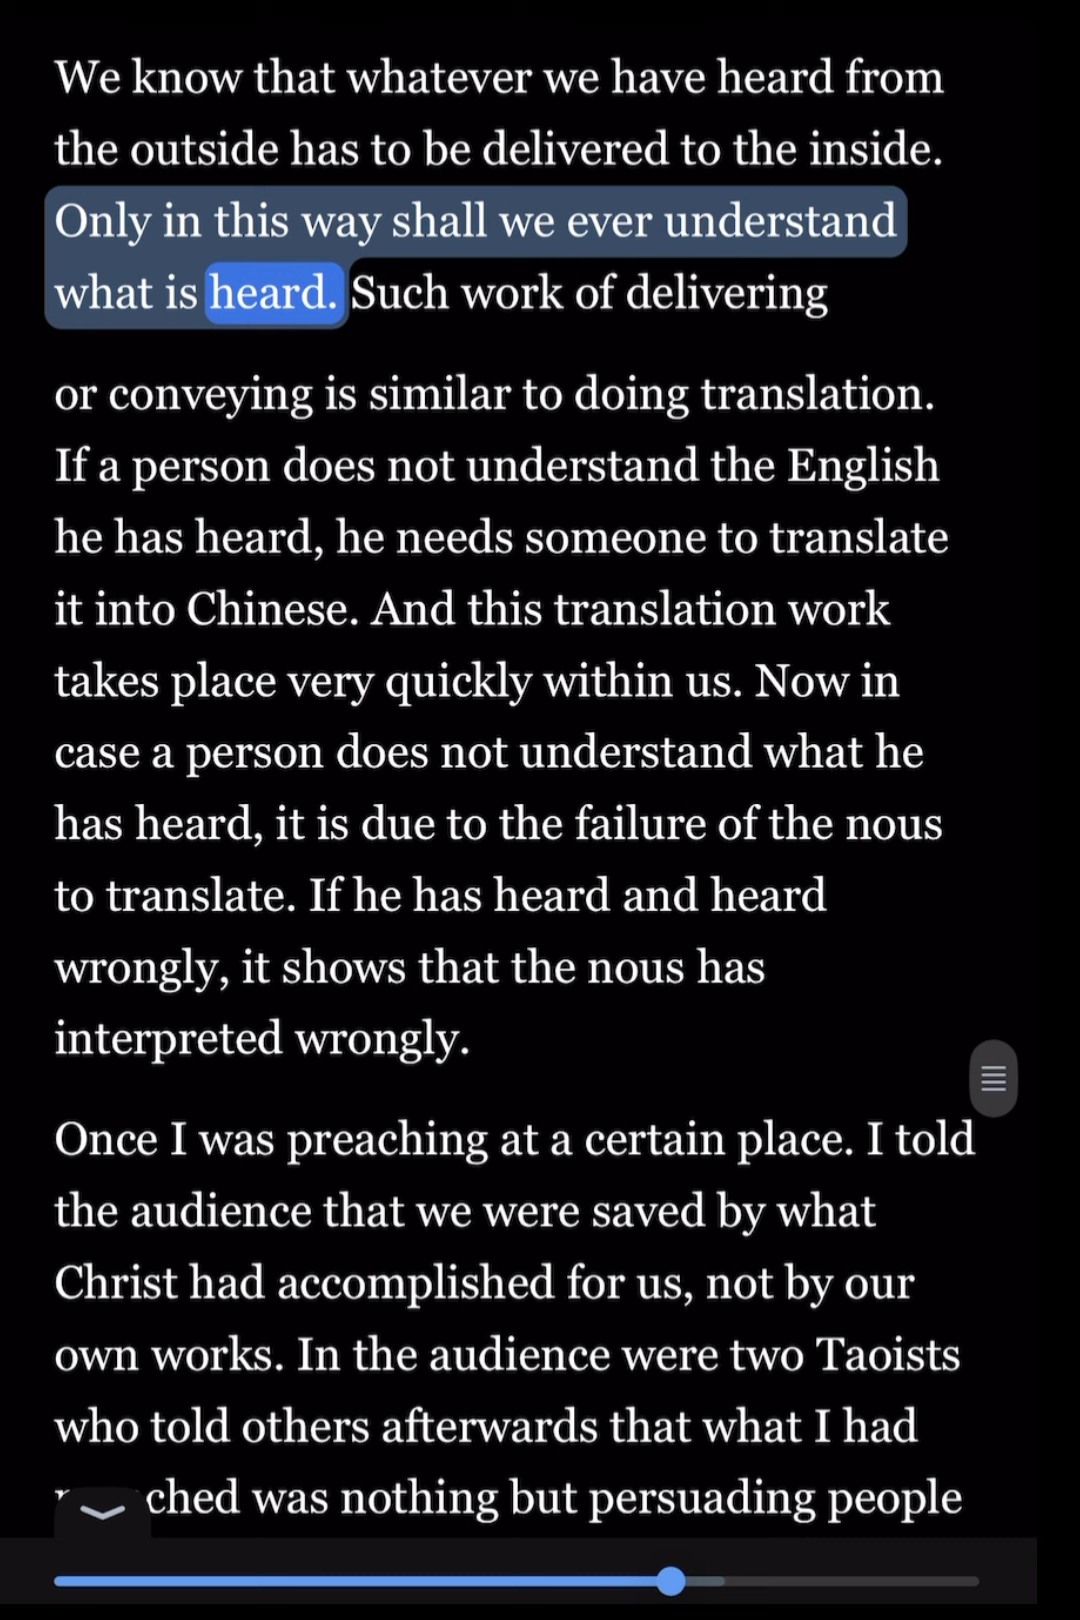 We know that whatever we have heard from
the outside has to be delivered to the inside.
Only in this way shall we ever understand
what is heard. Such work of delivering
or conveying is similar to doing translation.
If a person does not understand the English
he has heard, he needs someone to translate
it into Chinese. And this translation work
takes place very quickly within us. Now in
case a person does not understand what he
has heard, it is due to the failure of the nous
to translate. If he has heard and heard
wrongly, it shows that the nous has
interpreted wrongly.
Once I was preaching at a certain place. I told
the audience that we were saved by what
Christ had accomplished for us, not by our
own works. In the audience were two Taoists
who told others afterwards that what I had
ched was nothing but persuading people